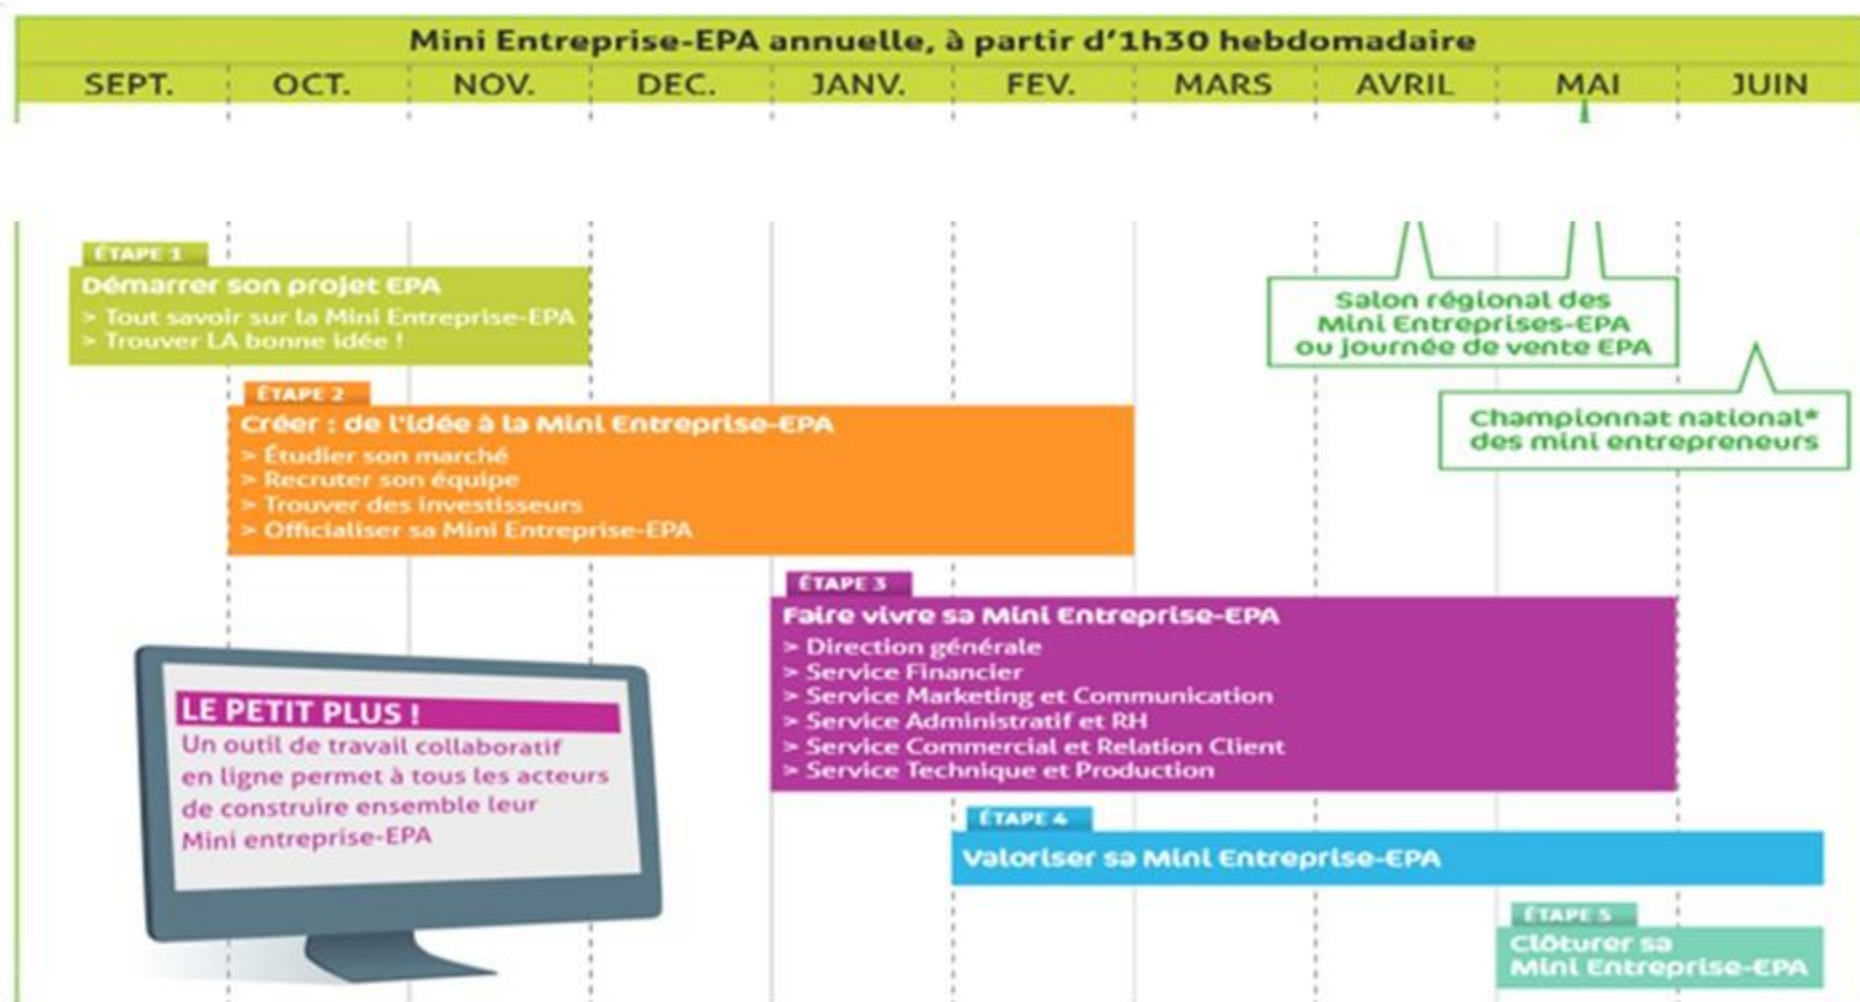 Mini Entreprise-EPA annuelle, à partir d'1h30 hebdomadaire
SEPT. OCT. NOV. DEC. JANV. FEV. MARS AVRIL MAI JUIN
ÉTAPE 1
Démarrer son projet EPA
> Tout savoir sur la Mini Entreprise-EPA
> Trouver LA bonne idée !
Salon régional des
Mini Entreprises-EPA
ou journée de vente EPA
ÉTAPE 2
Créer : de l'idée à la Mini Entreprise-EPA
> Étudier son marché
> Recruter son équipe
> Trouver des investisseurs
> Officialiser sa Mini Entreprise-EPA
Championnat national*
des mini entrepreneurs
ÉTAPE 3
Faire vivre sa Mini Entreprise-EPA
> Direction générale
> Service Financier
> Service Marketing et Communication
> Service Administratif et RH
> Service Commercial et Relation Client
> Service Technique et Production
LE PETIT PLUS !
Un outil de travail collaboratif
en ligne permet à tous les acteurs
de construire ensemble leur
Mini entreprise-EPA
ÉTAPE 4
Valoriser sa Mini Entreprise-EPA
ÉTAPE 5
Clôturer sa
Mini Entreprise-EPA